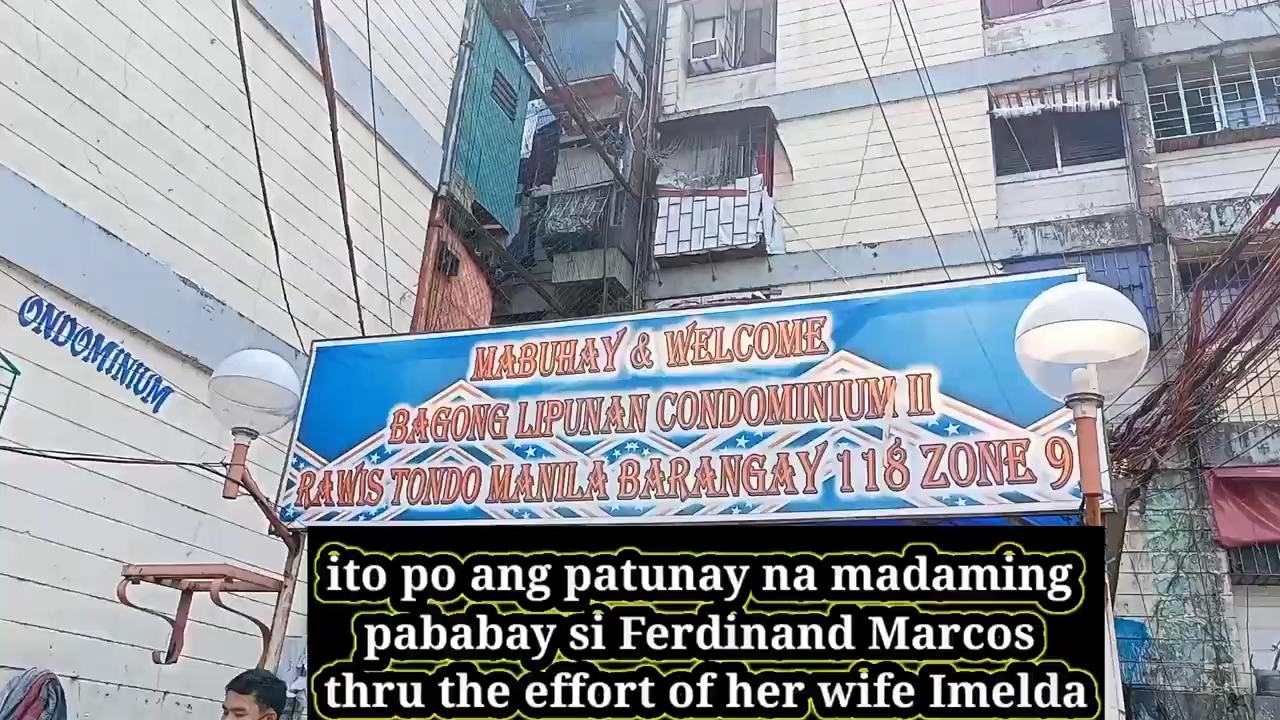 ONDOMINIUM
MABUHAY & WELCOME
BAGONG LIPUNAN CONDOMINIUM II
RAWIS TONDO MANILA BARANGAY 118 ZONE 9
ito po ang patunay na madaming
pababay si Ferdinand Marcos
thru the effort of her wife Imelda